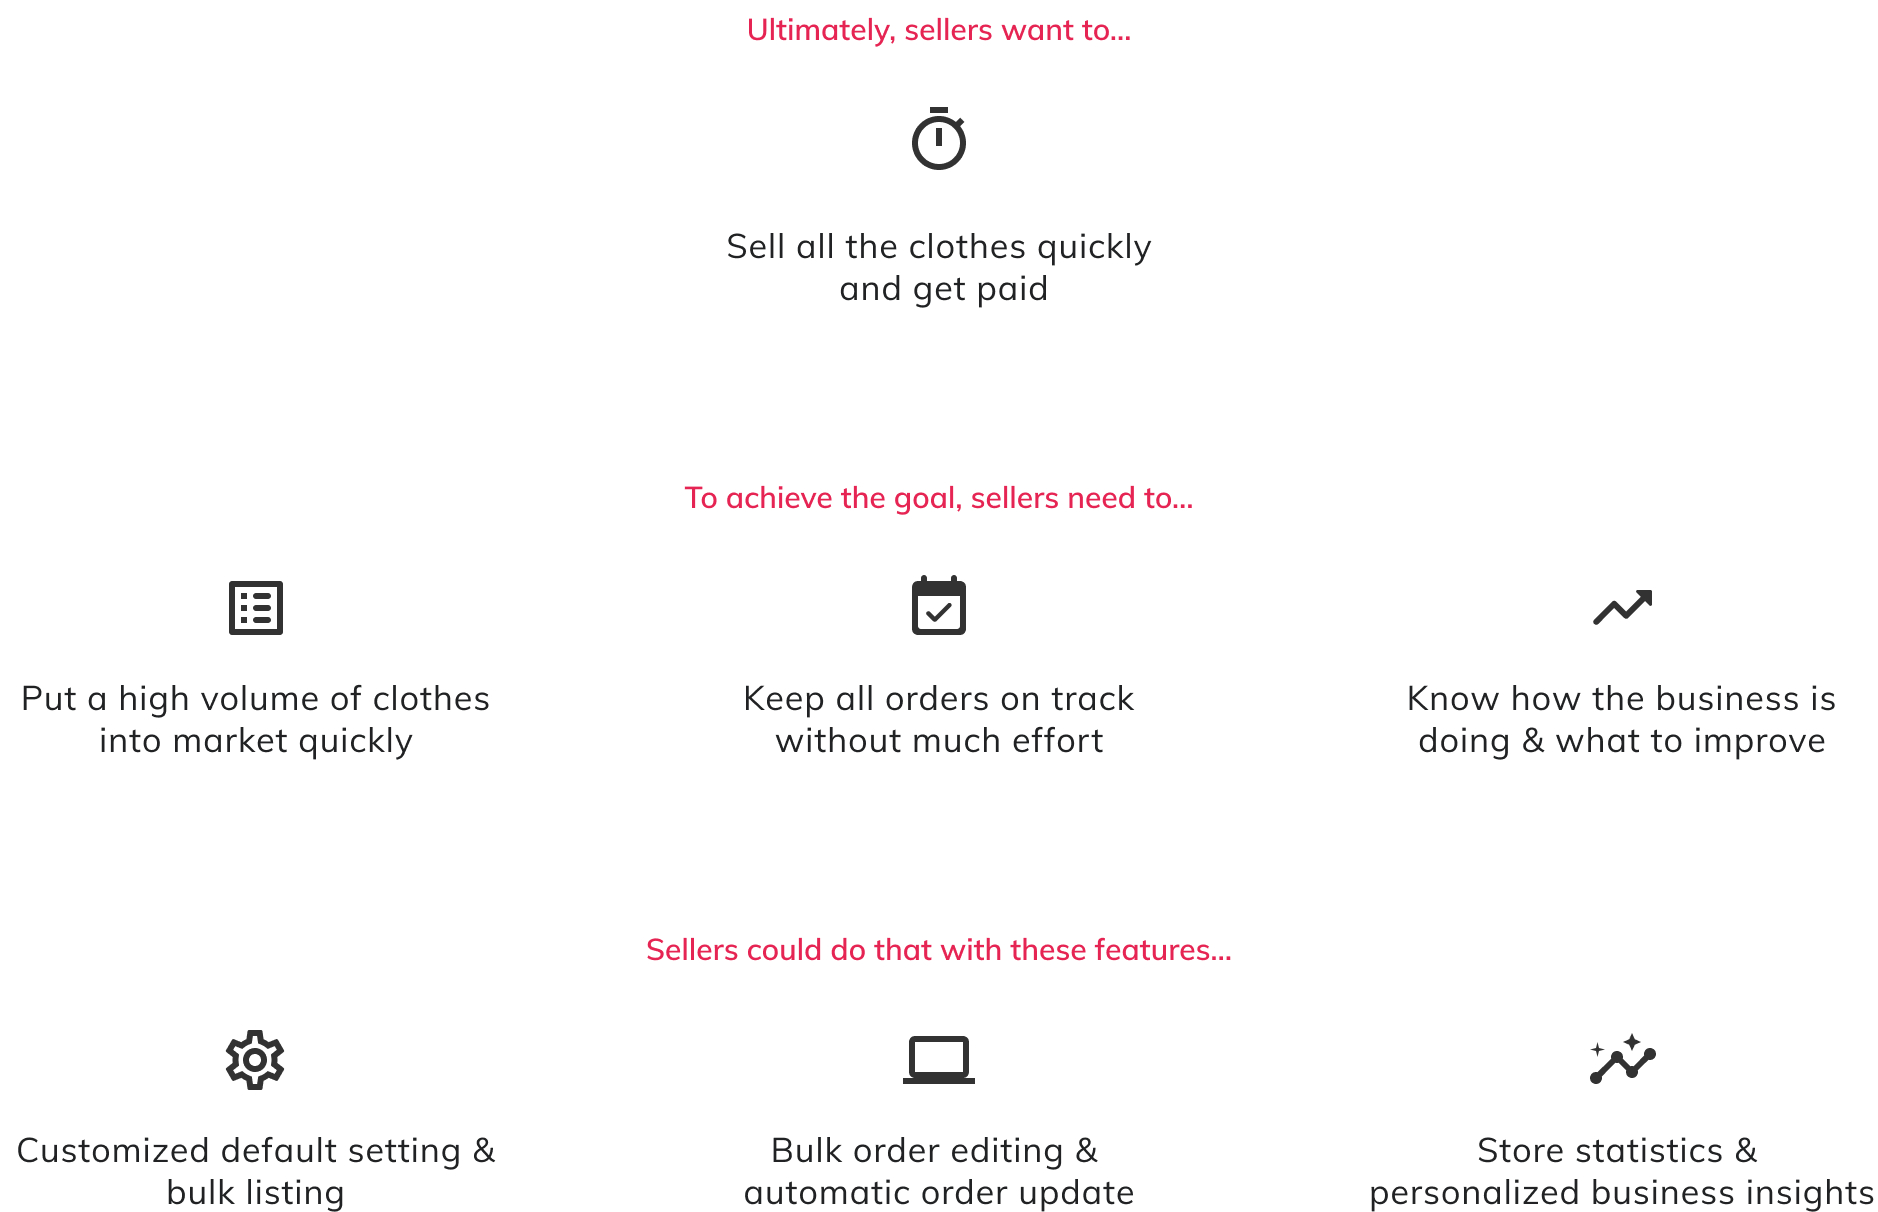 Ultimately, sellers want to...
Sell all the clothes quickly
and get paid
To achieve the goal, sellers need to...
Put a high volume of clothes
into market quickly
Keep all orders on track
without much effort
Know how the business is
doing & what to improve
Sellers could do that with these features...
Customized default setting &
bulk listing
Bulk order editing &
automatic order update
Store statistics &
personalized business insights